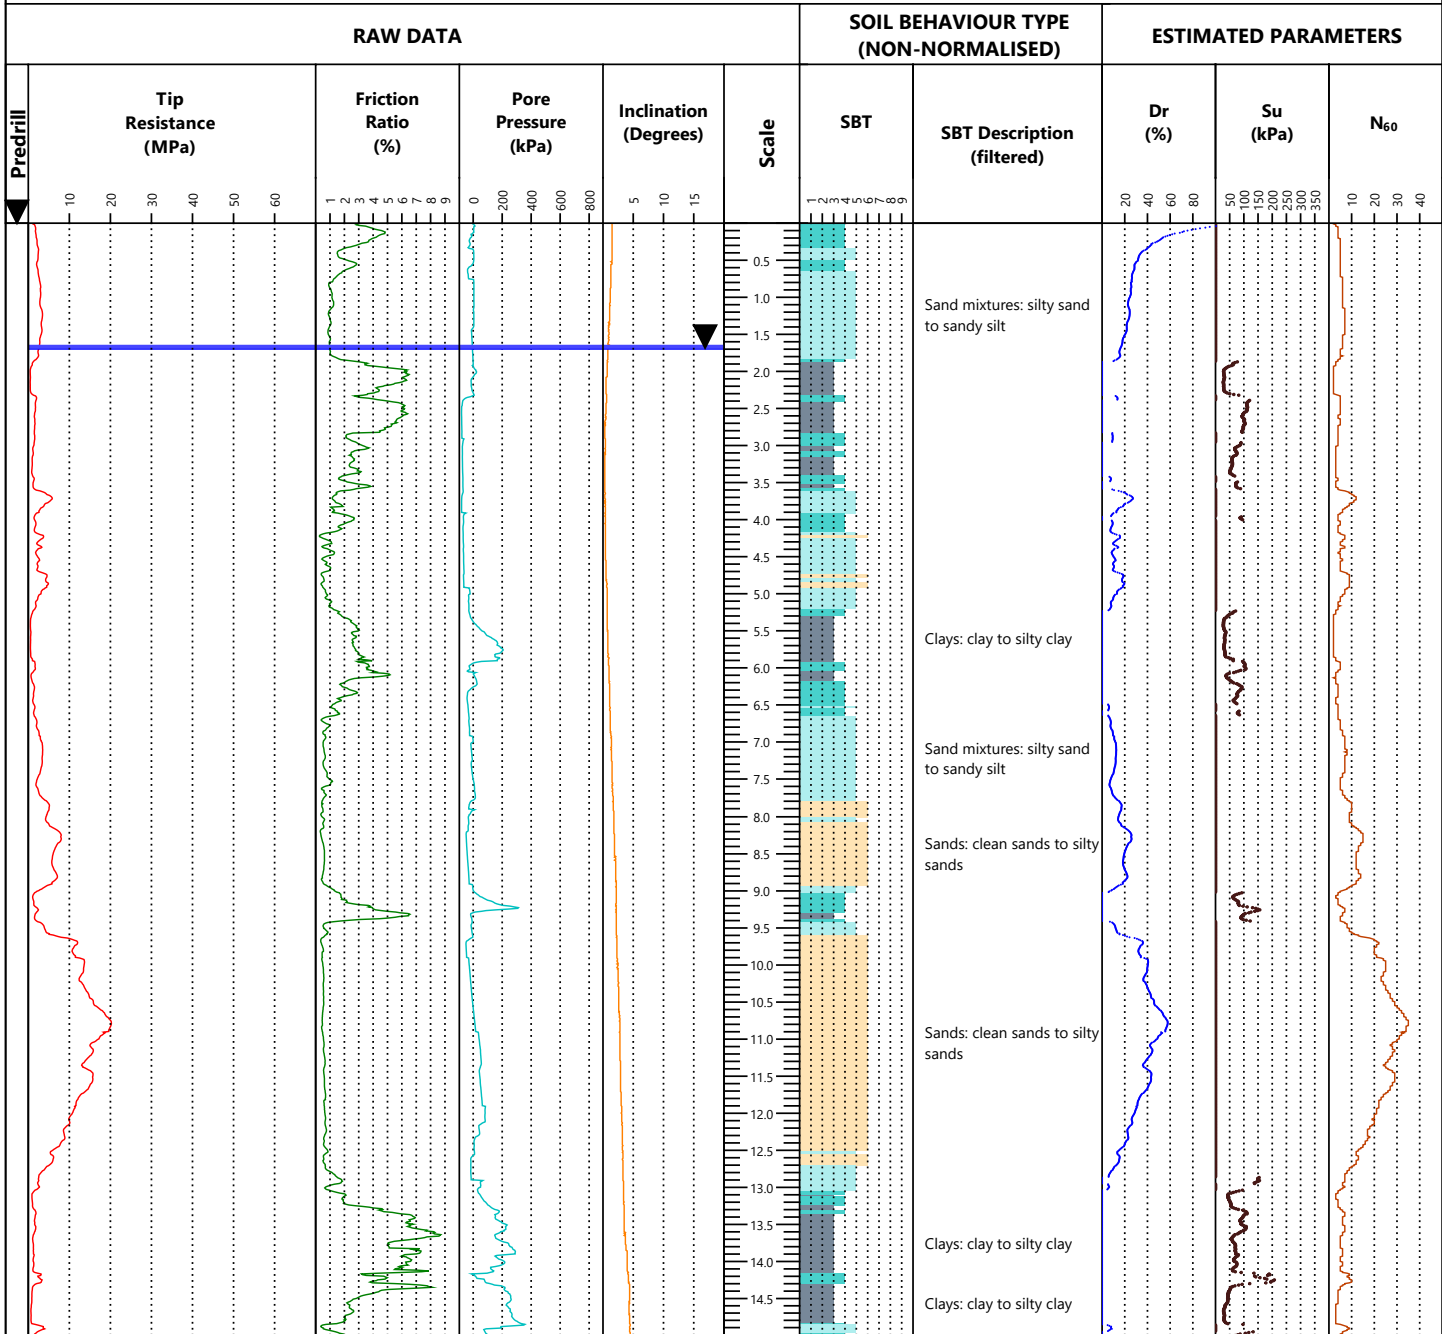 RAW DATA
SOIL BEHAVIOUR TYPE
(NON-NORMALISED)
ESTIMATED PARAMETERS
Predrill
Tip
Resistance
(MPa)
Friction
Ratio
(%)
Pore
Pressure
(kPa)
Inclination
(Degrees)
Scale
SBT
SBT Description
(filtered)
Dr
(%)
Su
(kPa)
N60
10 20 30 40 50 60
1 2 3 4 5 6 7 8 9
0 200 400 600 800
5 10 15
1 2 3 4 5 6 7 8 9
20 40 60 80
50 100 150 200 250 300 350
10 20 30 40
0.5
1.0
1.5
2.0
2.5
3.0
3.5
4.0
4.5
5.0
5.5
6.0
6.5
7.0
7.5
8.0
8.5
9.0
9.5
10.0
10.5
11.0
11.5
12.0
12.5
13.0
13.5
14.0
14.5
Sand mixtures: silty sand
to sandy silt
Clays: clay to silty clay
Sand mixtures: silty sand
to sandy silt
Sands: clean sands to silty
sands
Sands: clean sands to silty
sands
Clays: clay to silty clay
Clays: clay to silty clay